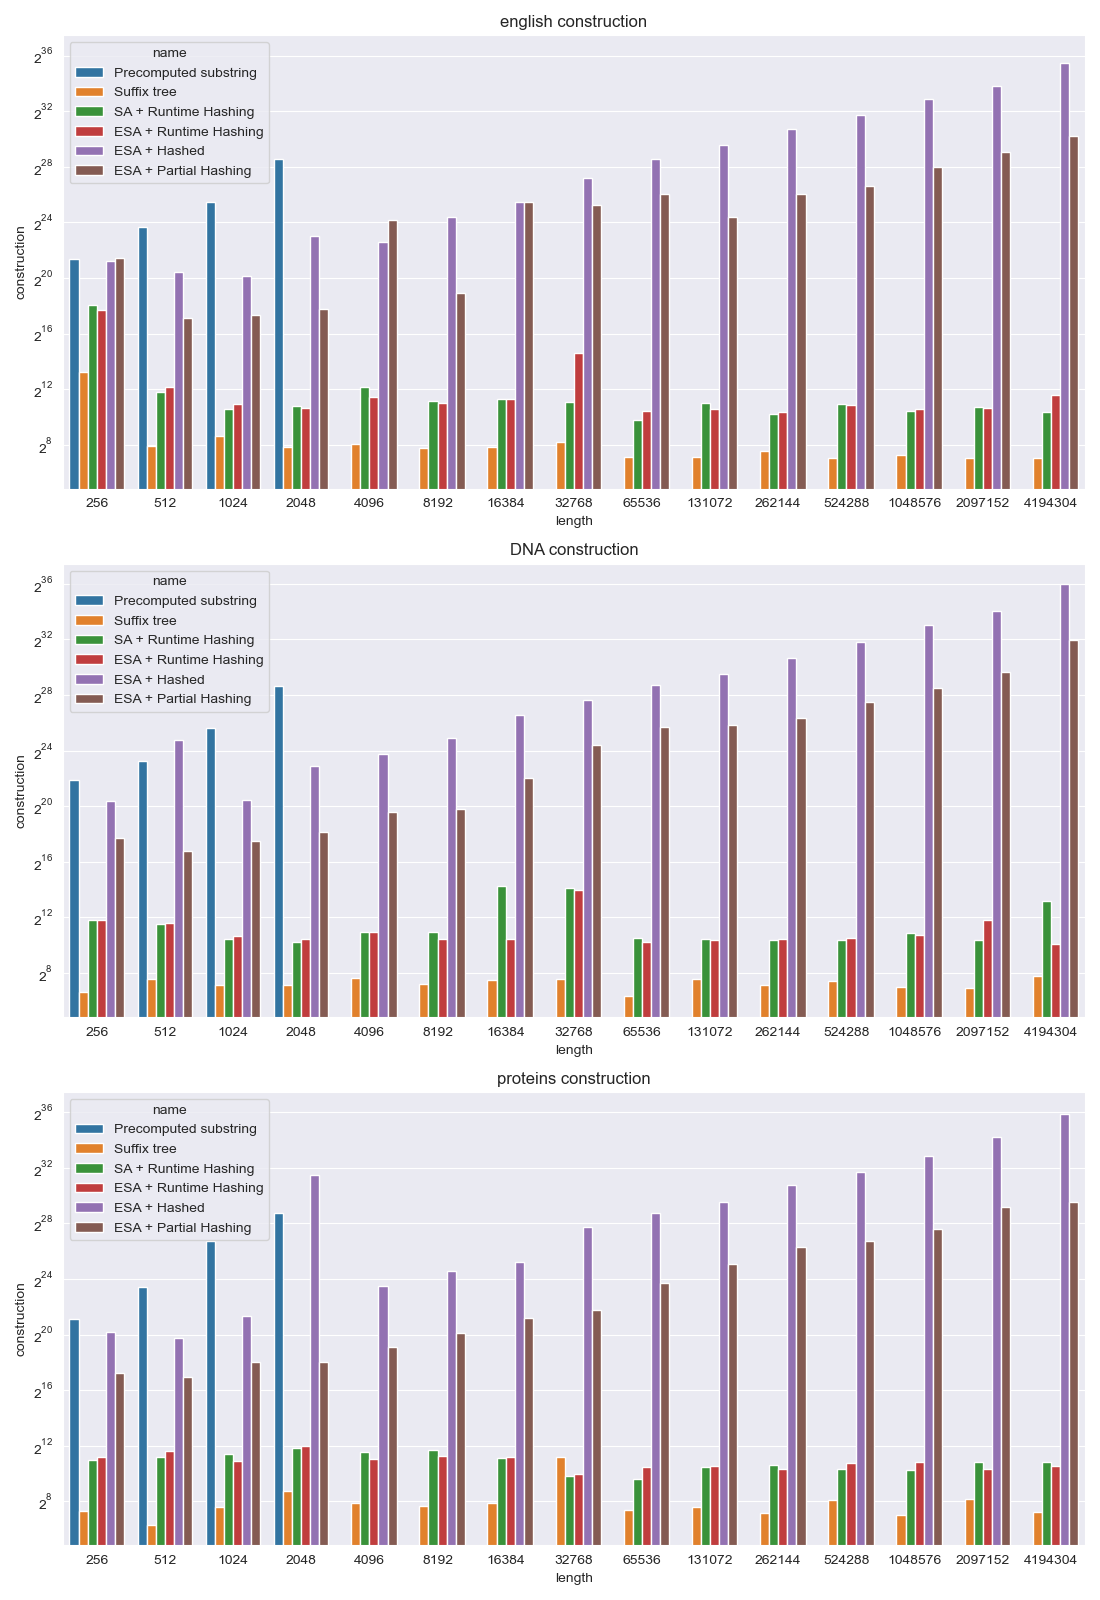 english construction
name
Precomputed substring
Suffix tree
SA + Runtime Hashing
ESA + Runtime Hashing
ESA + Hashed
ESA + Partial Hashing
2^36
2^32
2^28
2^24
2^20
2^16
2^12
2^8
construction
256 512 1024 2048 4096 8192 16384 32768 65536 131072 262144 524288 1048576 2097152 4194304
length
DNA construction
name
Precomputed substring
Suffix tree
SA + Runtime Hashing
ESA + Runtime Hashing
ESA + Hashed
ESA + Partial Hashing
2^36
2^32
2^28
2^24
2^20
2^16
2^12
2^8
construction
256 512 1024 2048 4096 8192 16384 32768 65536 131072 262144 524288 1048576 2097152 4194304
length
proteins construction
name
Precomputed substring
Suffix tree
SA + Runtime Hashing
ESA + Runtime Hashing
ESA + Hashed
ESA + Partial Hashing
2^36
2^32
2^28
2^24
2^20
2^16
2^12
2^8
construction
256 512 1024 2048 4096 8192 16384 32768 65536 131072 262144 524288 1048576 2097152 4194304
length